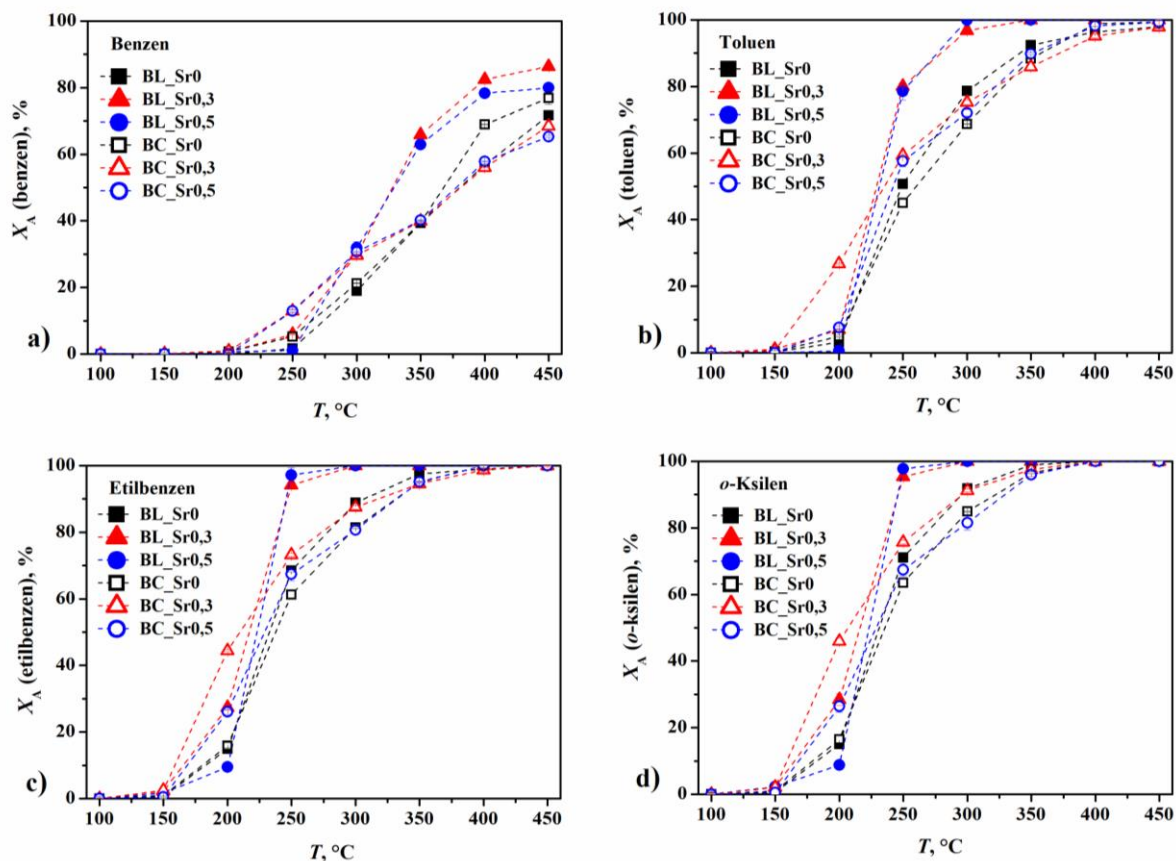 Benzen
BL_Sr0
BL_Sr0,3
BL_Sr0,5
BC_Sr0
BC_Sr0,3
BC_Sr0,5
X_A (benzen), %
100
80
60
40
20
0
a)
100 150 200 250 300 350 400 450
T, °C
Toluen
BL_Sr0
BL_Sr0,3
BL_Sr0,5
BC_Sr0
BC_Sr0,3
BC_Sr0,5
X_A (toluen), %
100
80
60
40
20
0
b)
100 150 200 250 300 350 400 450
T, °C
Etilbenzen
BL_Sr0
BL_Sr0,3
BL_Sr0,5
BC_Sr0
BC_Sr0,3
BC_Sr0,5
X_A (etilbenzen), %
100
80
60
40
20
0
c)
100 150 200 250 300 350 400 450
T, °C
o-Ksilen
BL_Sr0
BL_Sr0,3
BL_Sr0,5
BC_Sr0
BC_Sr0,3
BC_Sr0,5
X_A (o-ksilen), %
100
80
60
40
20
0
d)
100 150 200 250 300 350 400 450
T, °C